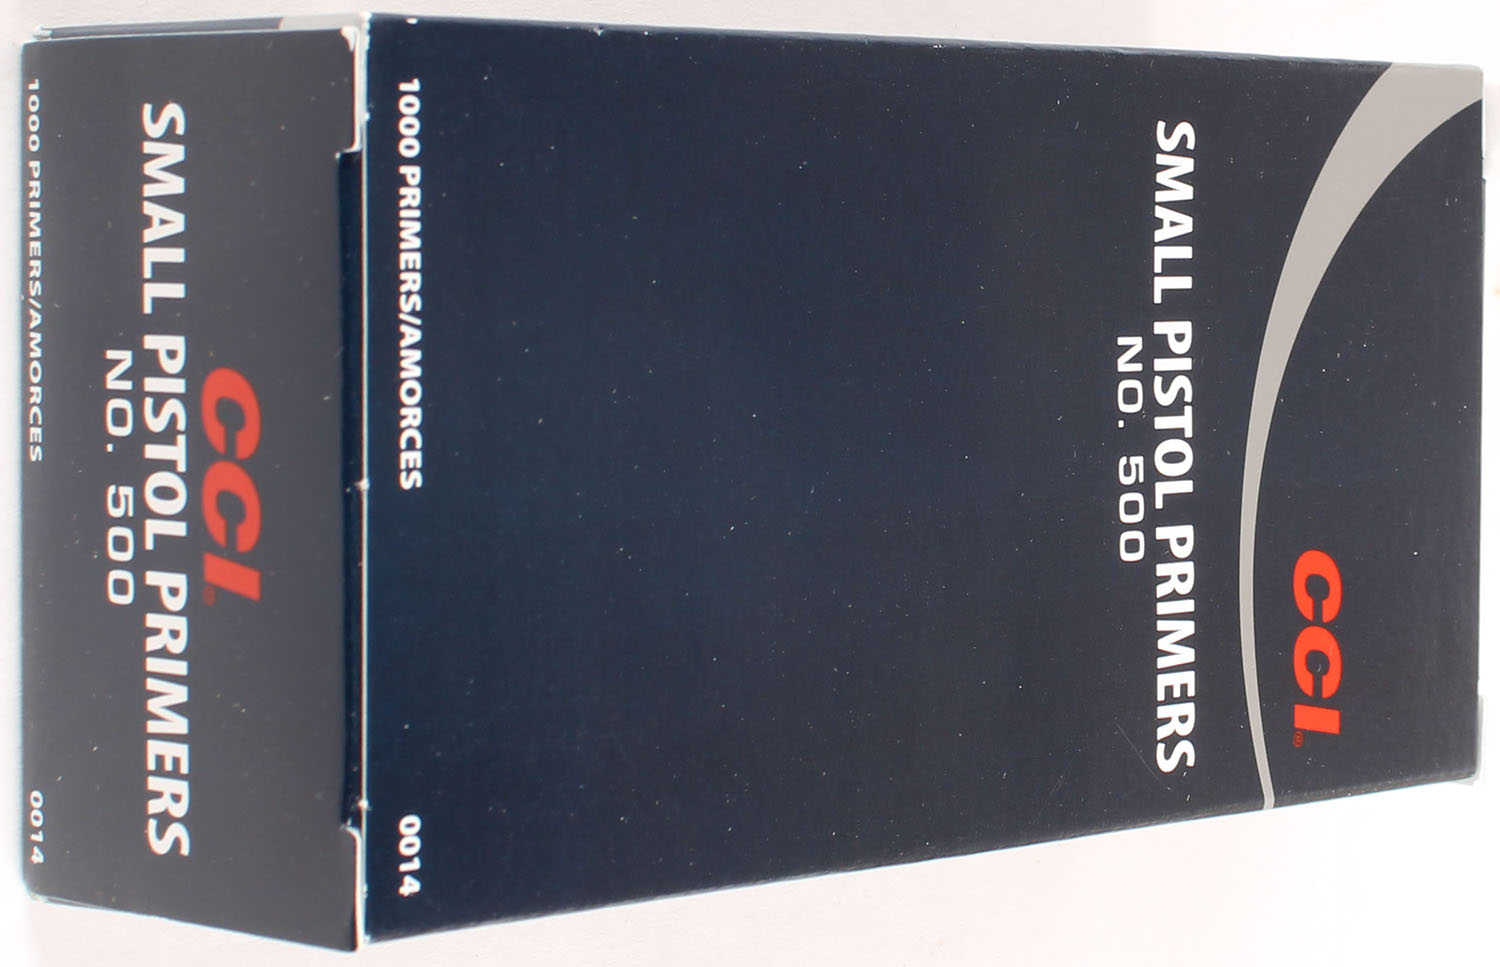 CCI®
SMALL PISTOL PRIMERS
NO. 500
1000 PRIMERS/AMORCES 0014
CCI®
SMALL PISTOL PRIMERS
NO. 500
1000 PRIMERS/AMORCES 0014